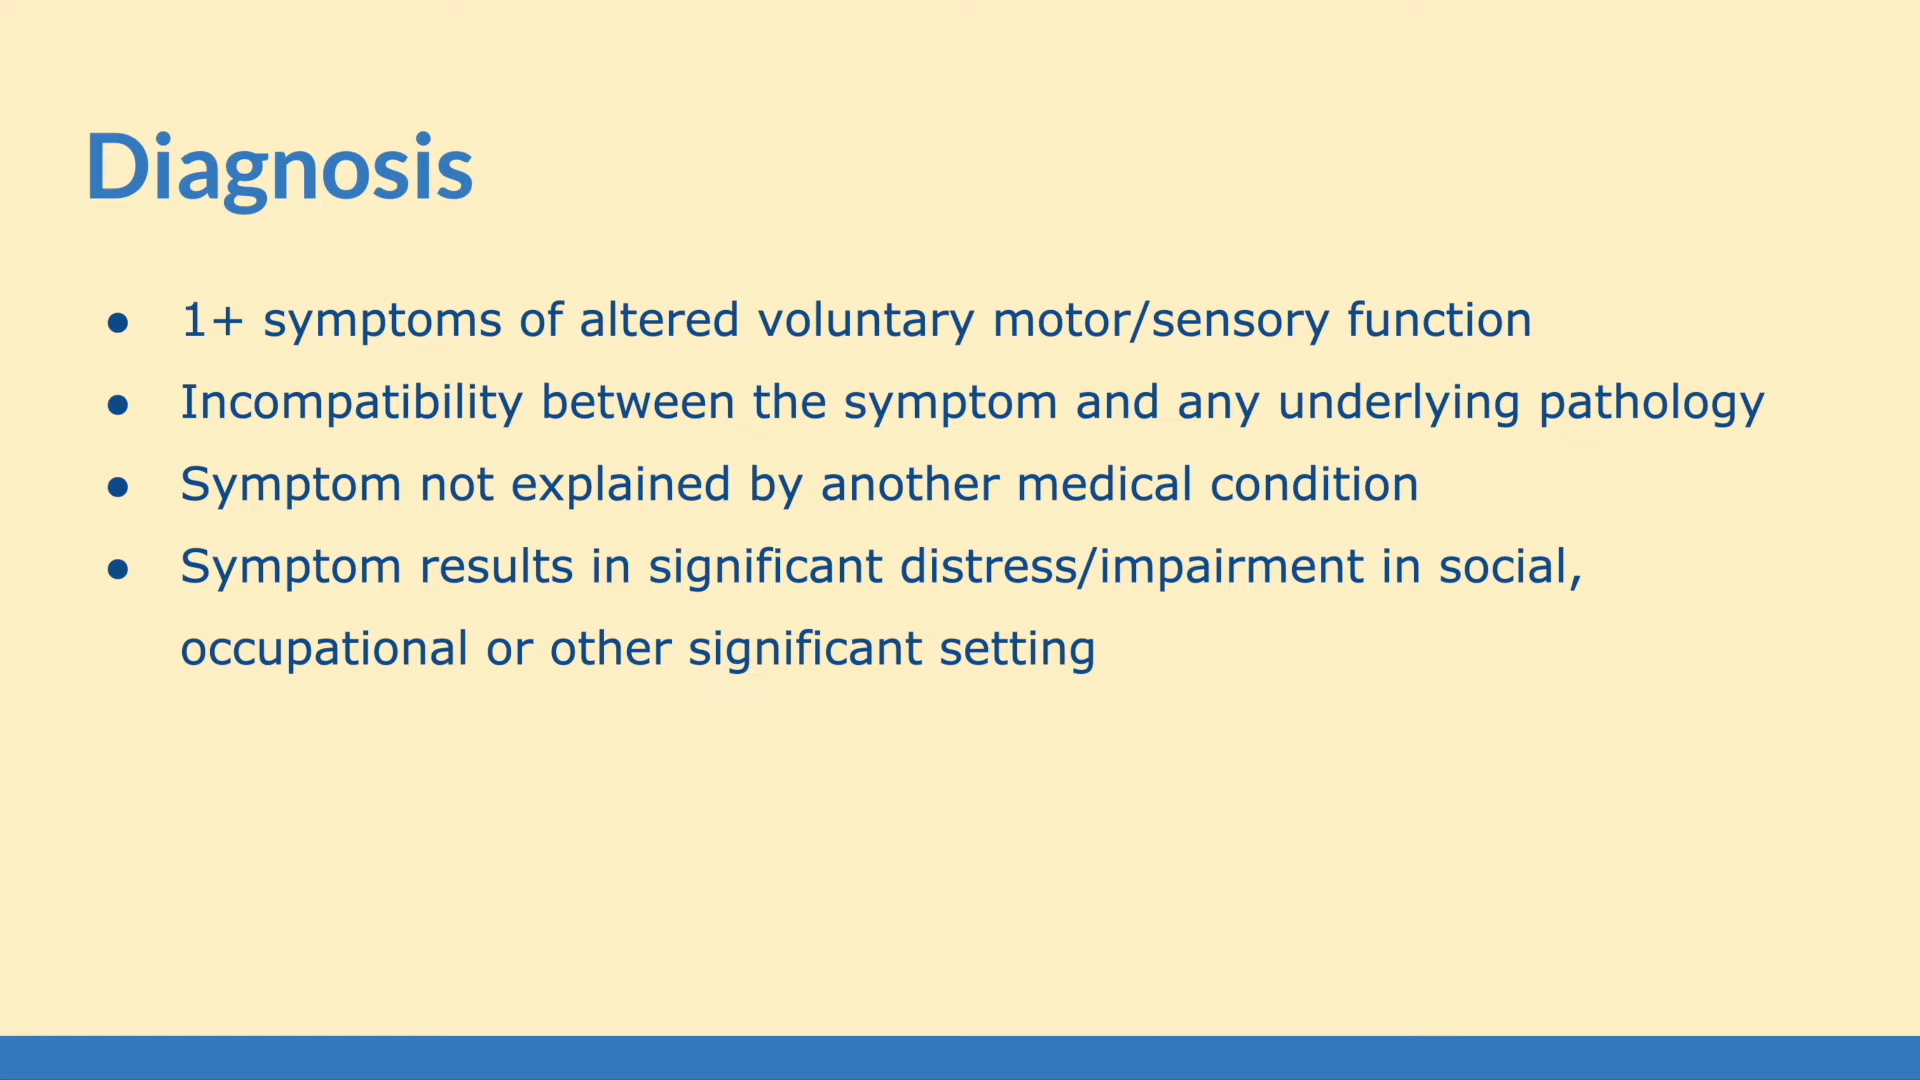 Diagnosis
● 1+ symptoms of altered voluntary motor/sensory function
● Incompatibility between the symptom and any underlying pathology
● Symptom not explained by another medical condition
● Symptom results in significant distress/impairment in social,
occupational or other significant setting